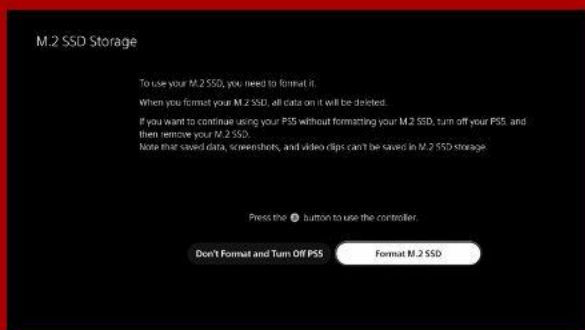 M.2 SSD Storage
To use your M.2 SSD, you need to format it.
When you format your M.2 SSD, all data on it will be deleted.
If you want to continue using your PS5 without formatting your M.2 SSD, turn off your PS5, and
then remove your M.2 SSD.
Note that saved data, screenshots, and video clips can't be saved in M.2 SSD storage.
Press the button to use the controller.
Don't Format and Turn Off PS5
Format M.2 SSD